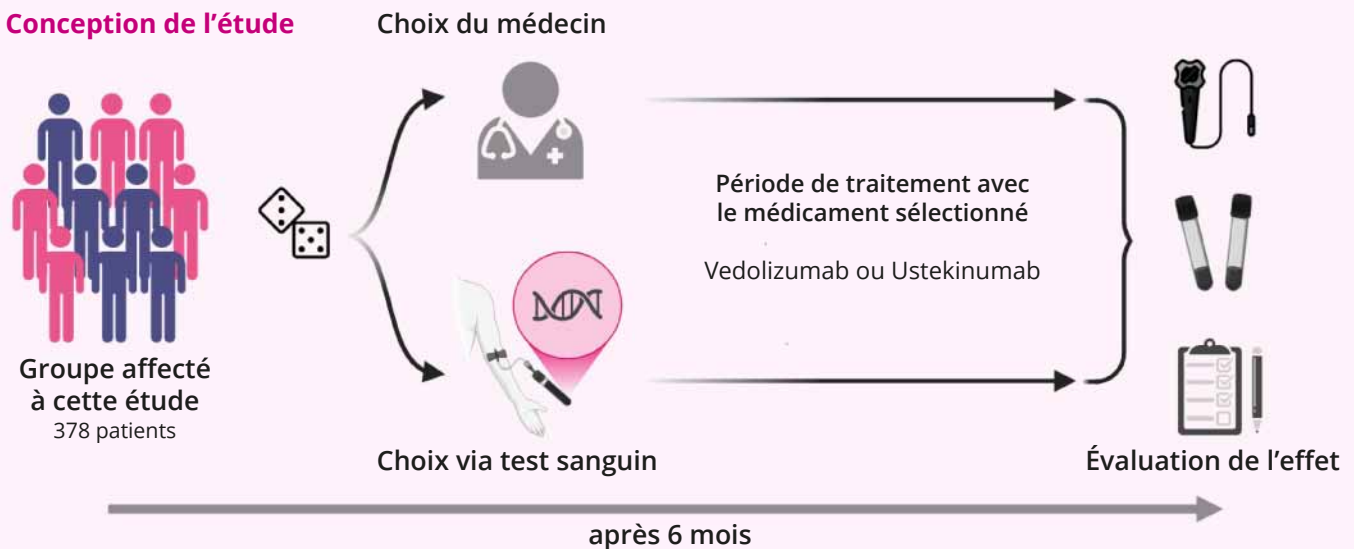 Conception de l’étude
Choix du médecin
Période de traitement avec
le médicament sélectionné
Vedolizumab ou Ustekinumab
Groupe affecté
à cette étude
378 patients
Choix via test sanguin
Évaluation de l’effet
après 6 mois